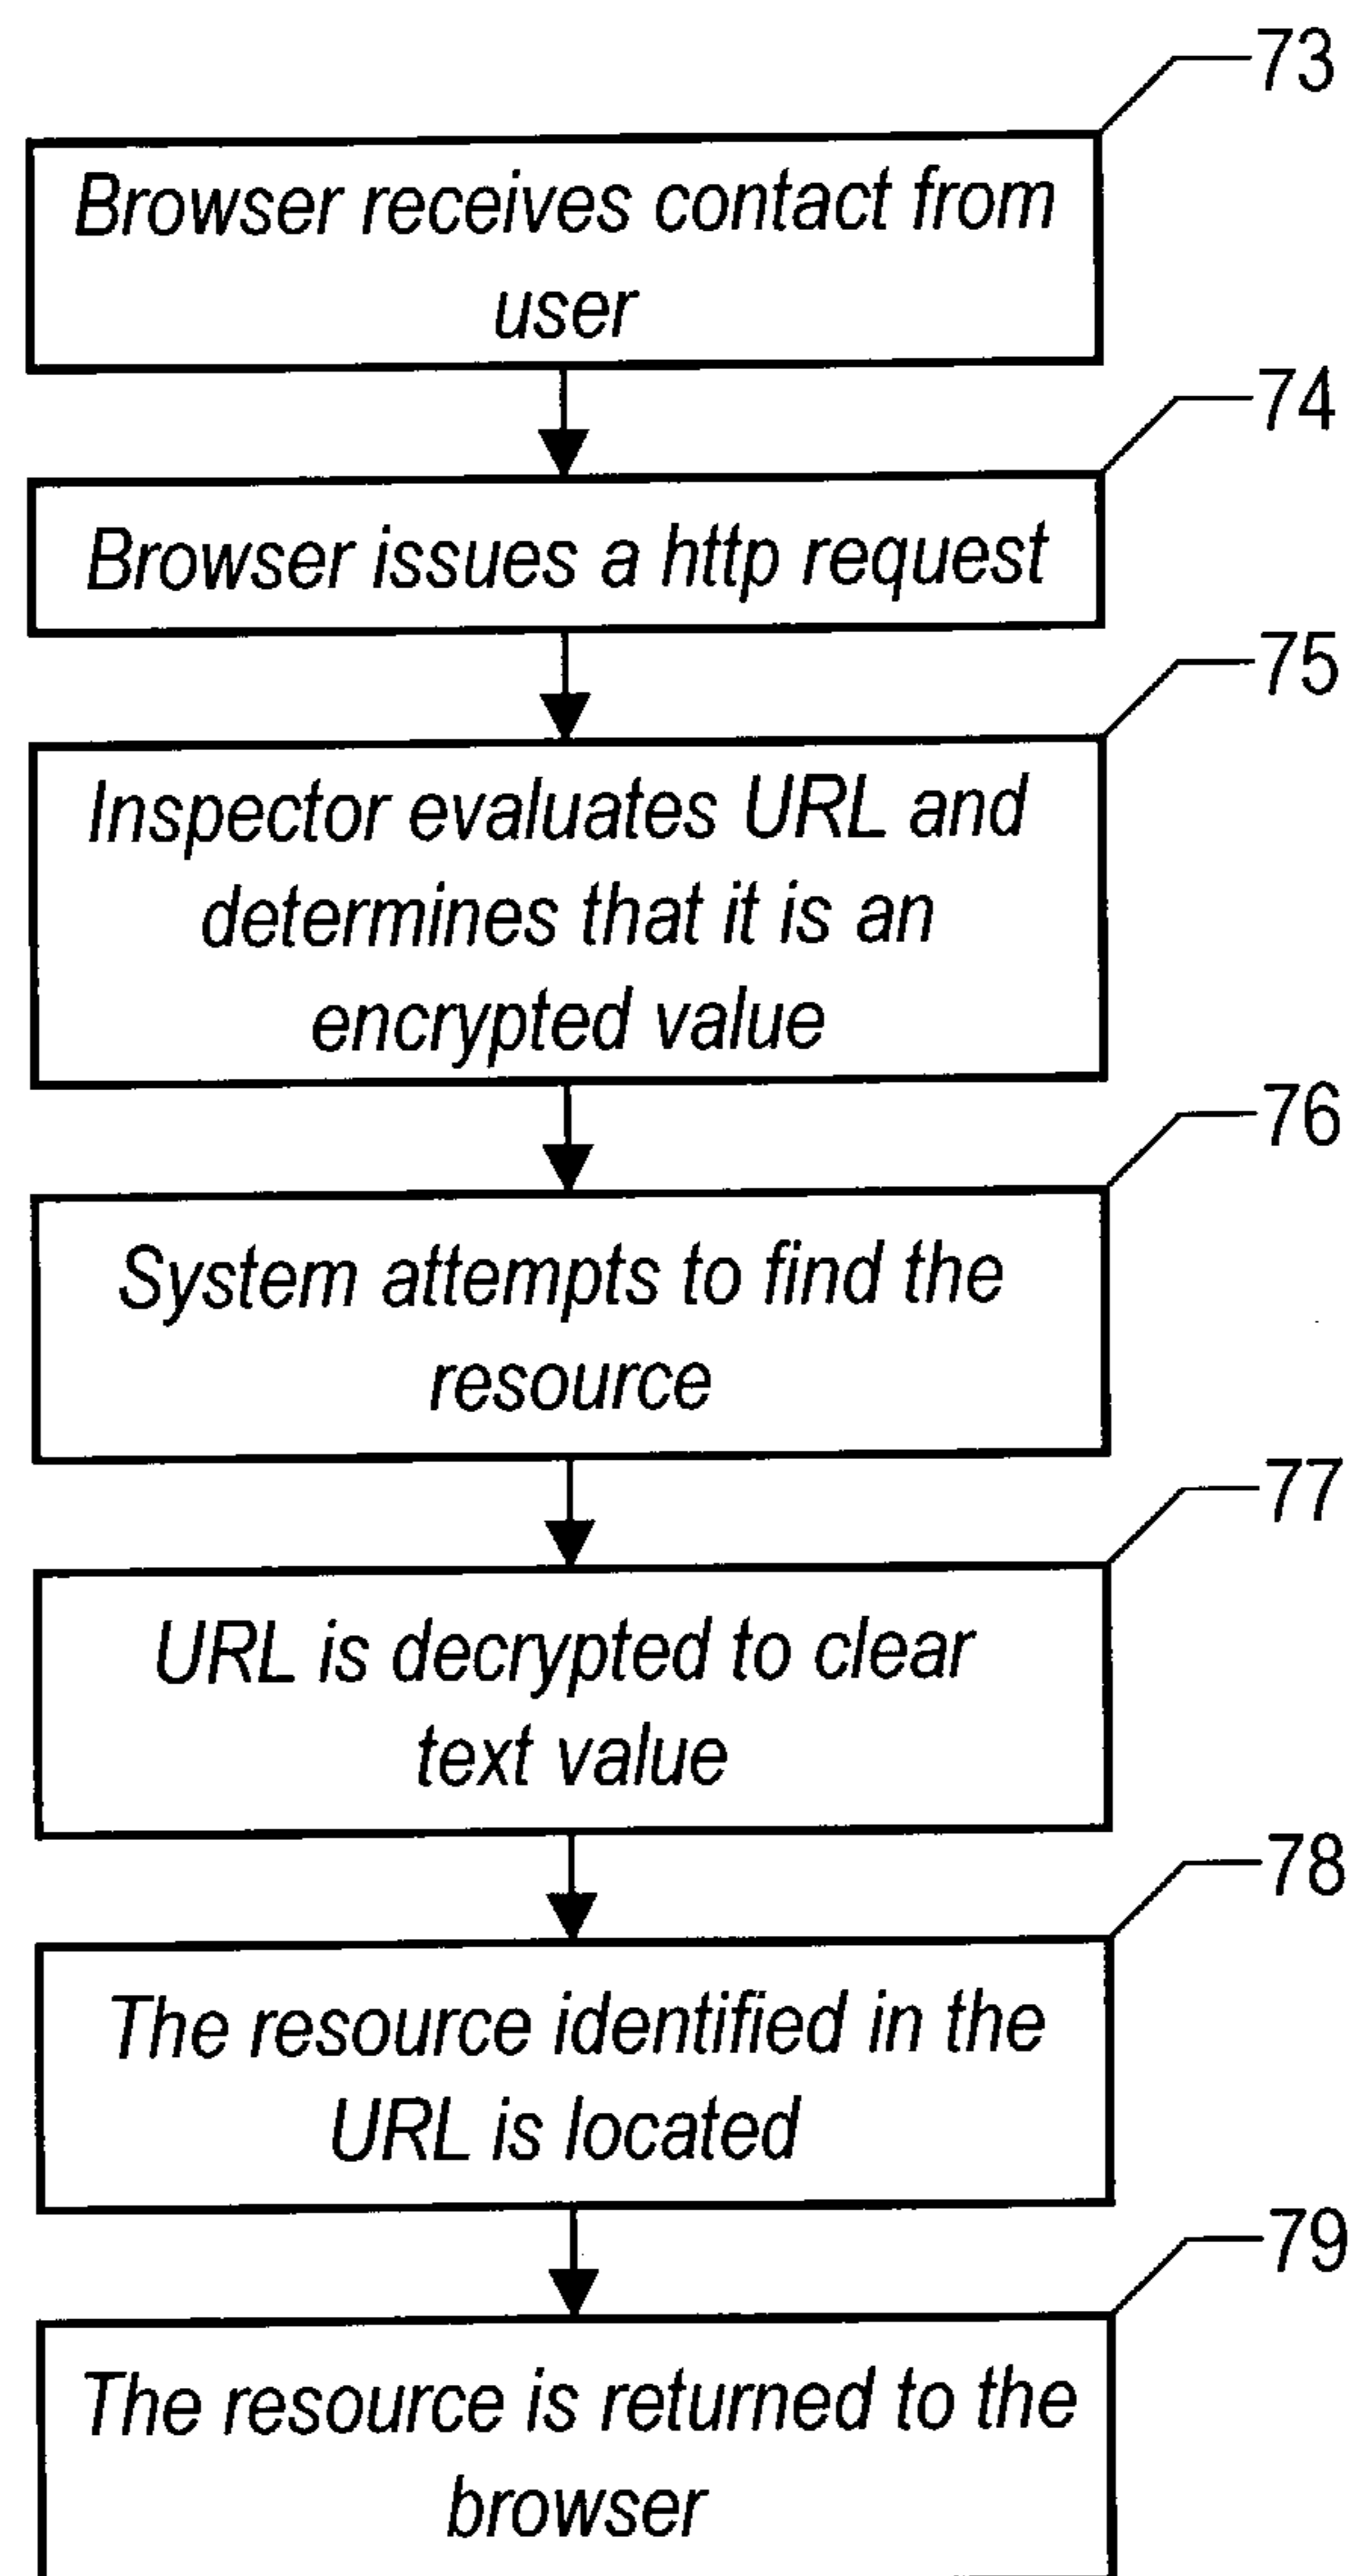 73
Browser receives contact from
user
74
Browser issues a http request
75
Inspector evaluates URL and
determines that it is an
encrypted value
76
System attempts to find the
resource
77
URL is decrypted to clear
text value
78
The resource identified in the
URL is located
79
The resource is returned to the
browser